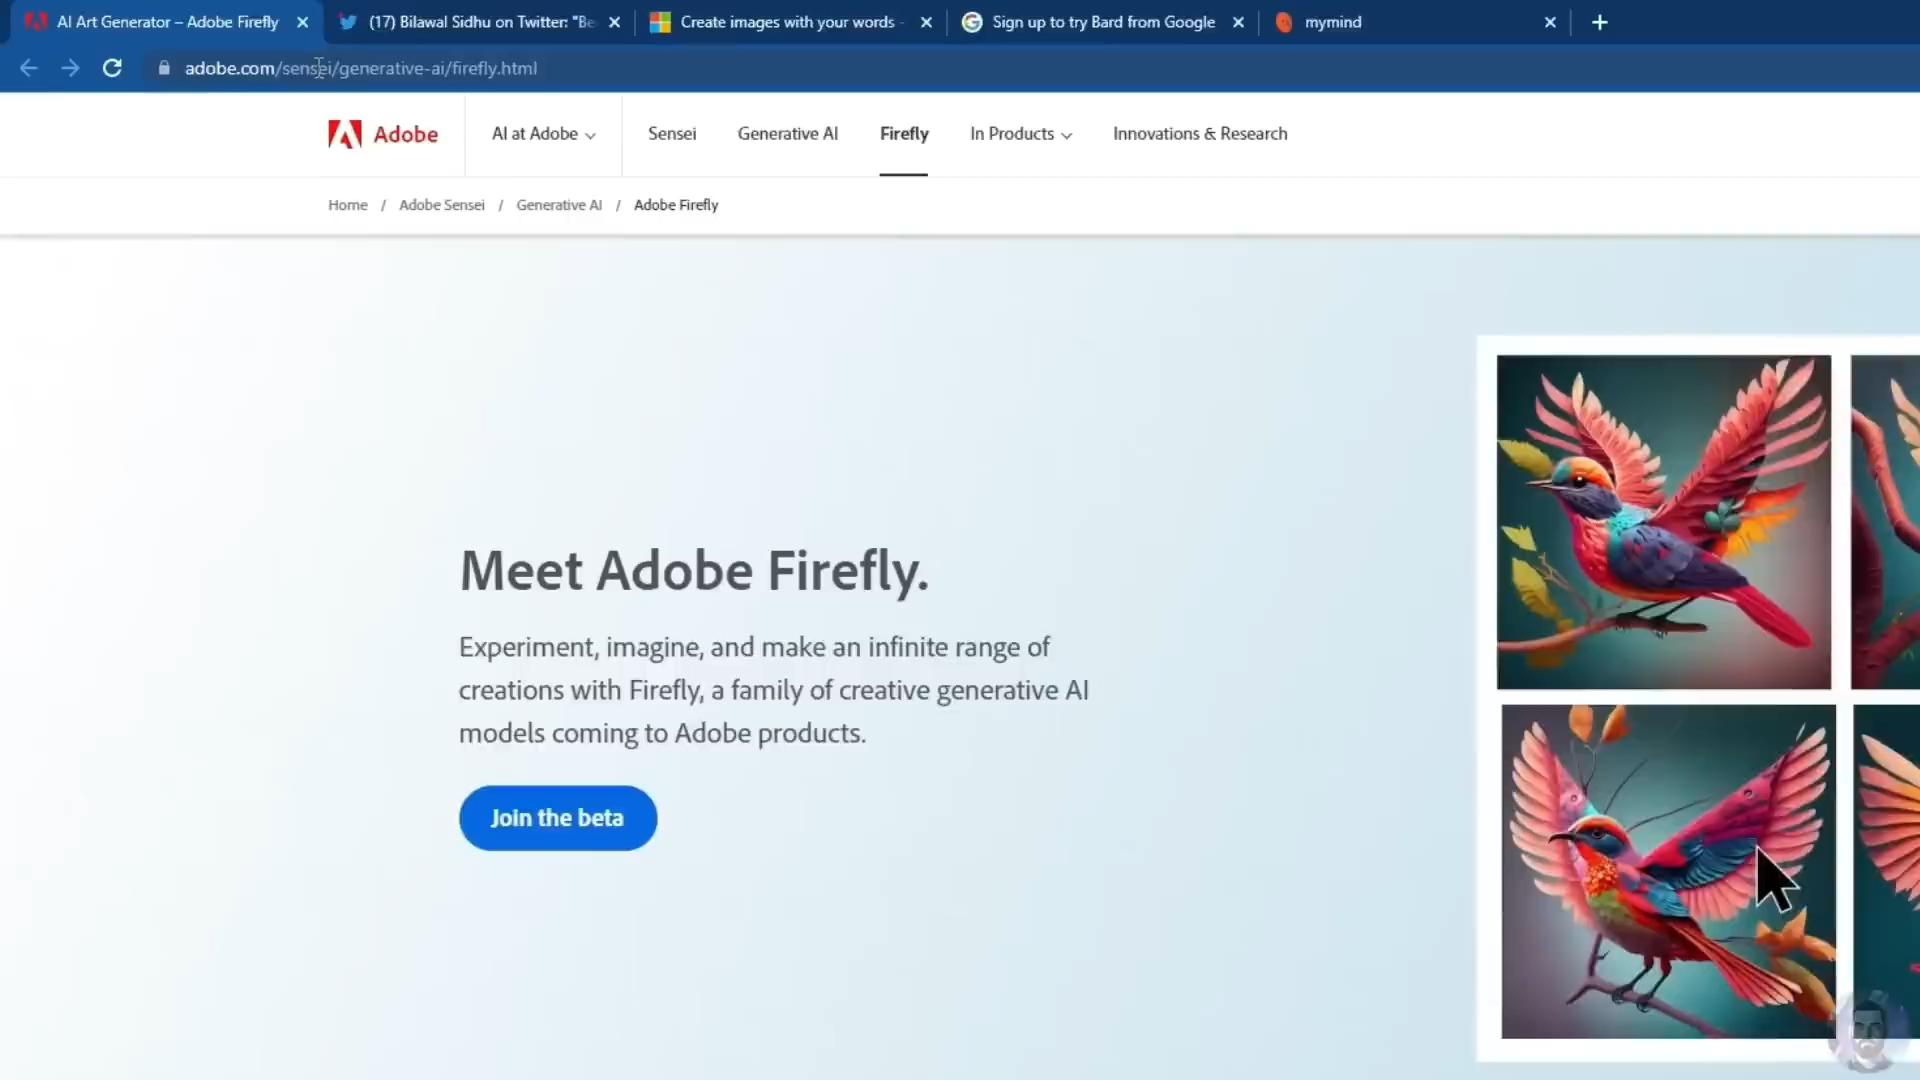 AI Art Generator – Adobe Firefly
(17) Bilawal Sidhu on Twitter: "Be
Create images with your words -
Sign up to try Bard from Google
mymind
adobe.com/sensei/generative-ai/firefly.html
Adobe
AI at Adobe
Sensei
Generative AI
Firefly
In Products
Innovations & Research
Home / Adobe Sensei / Generative AI / Adobe Firefly
Meet Adobe Firefly.
Experiment, imagine, and make an infinite range of
creations with Firefly, a family of creative generative AI
models coming to Adobe products.
Join the beta